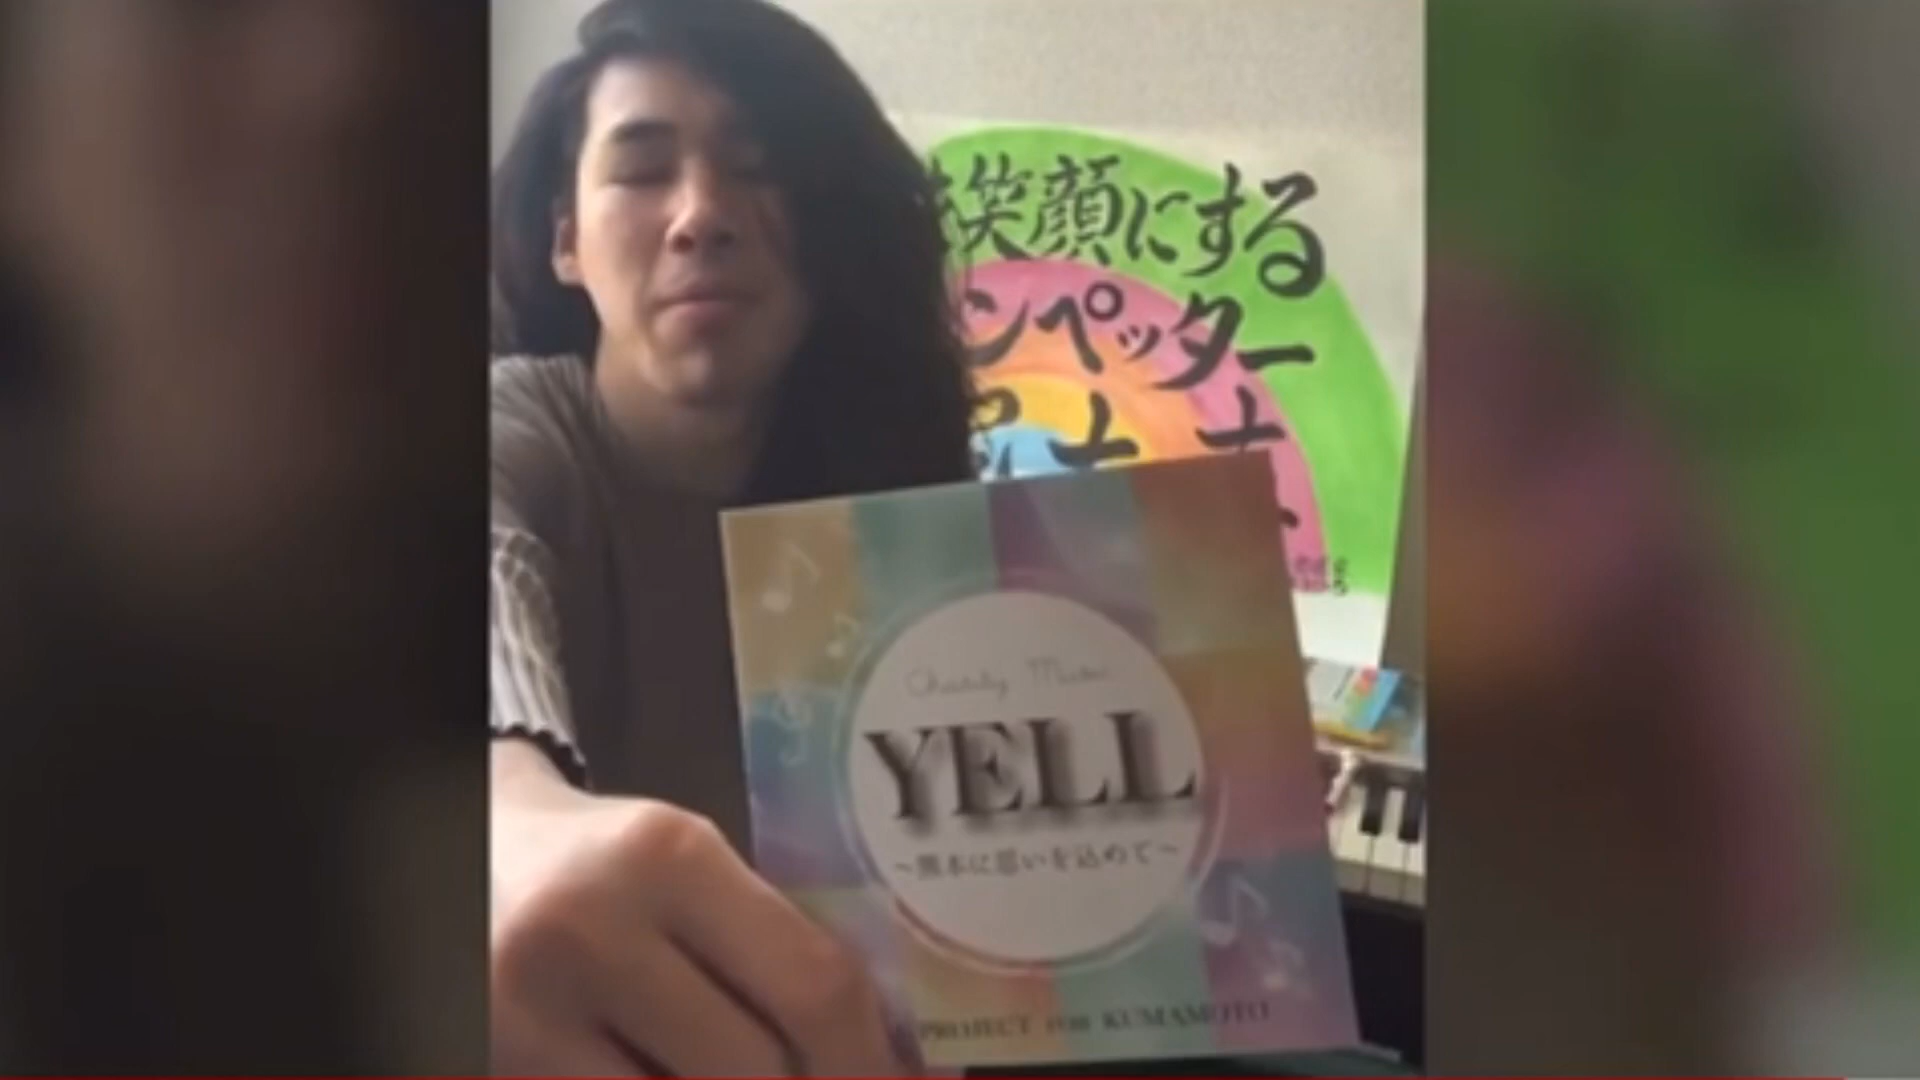 笑顔にする
ンペッター
Charity Music
YELL
～熊本に思いを込めて～
PROJECT FOR KUMAMOTO